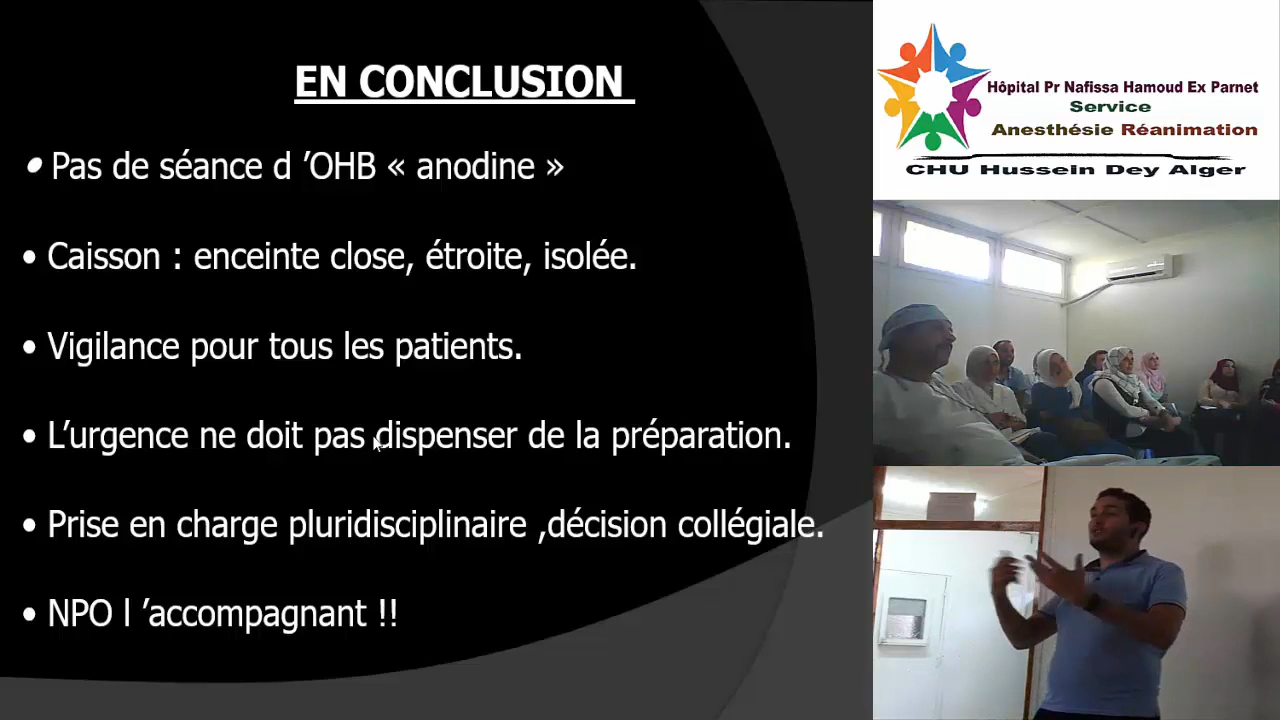 EN CONCLUSION
• Pas de séance d ’OHB « anodine »
• Caisson : enceinte close, étroite, isolée.
• Vigilance pour tous les patients.
• L’urgence ne doit pas dispenser de la préparation.
• Prise en charge pluridisciplinaire ,décision collégiale.
• NPO l ’accompagnant !!
Hôpital Pr Nafissa Hamoud Ex Parnet
Service
Anesthésie Réanimation
CHU Hussein Dey Alger